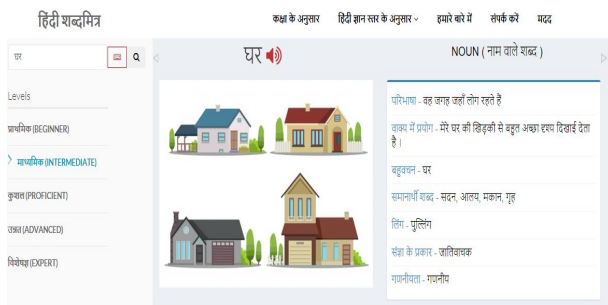 हिंदी शब्दमित्र
कक्षा के अनुसार हिंदी ज्ञान स्तर के अनुसार हमारे बारे में संपर्क करें मदद
घर
Levels
प्राथमिक (BEGINNER)
माध्यमिक (INTERMEDIATE)
कुशल (PROFICIENT)
उन्नत (ADVANCED)
विशेषज्ञ (EXPERT)
घर
NOUN ( नाम वाले शब्द )
परिभाषा - वह जगह जहाँ लोग रहते हैं
वाक्य में प्रयोग - मेरे घर की खिड़की से बहुत अच्छा दृश्य दिखाई देता
है ।
बहुवचन - घर
समानार्थी शब्द - सदन, आलय, मकान, गृह
लिंग - पुल्लिंग
संज्ञा के प्रकार - जातिवाचक
गणनीयता - गणनीय